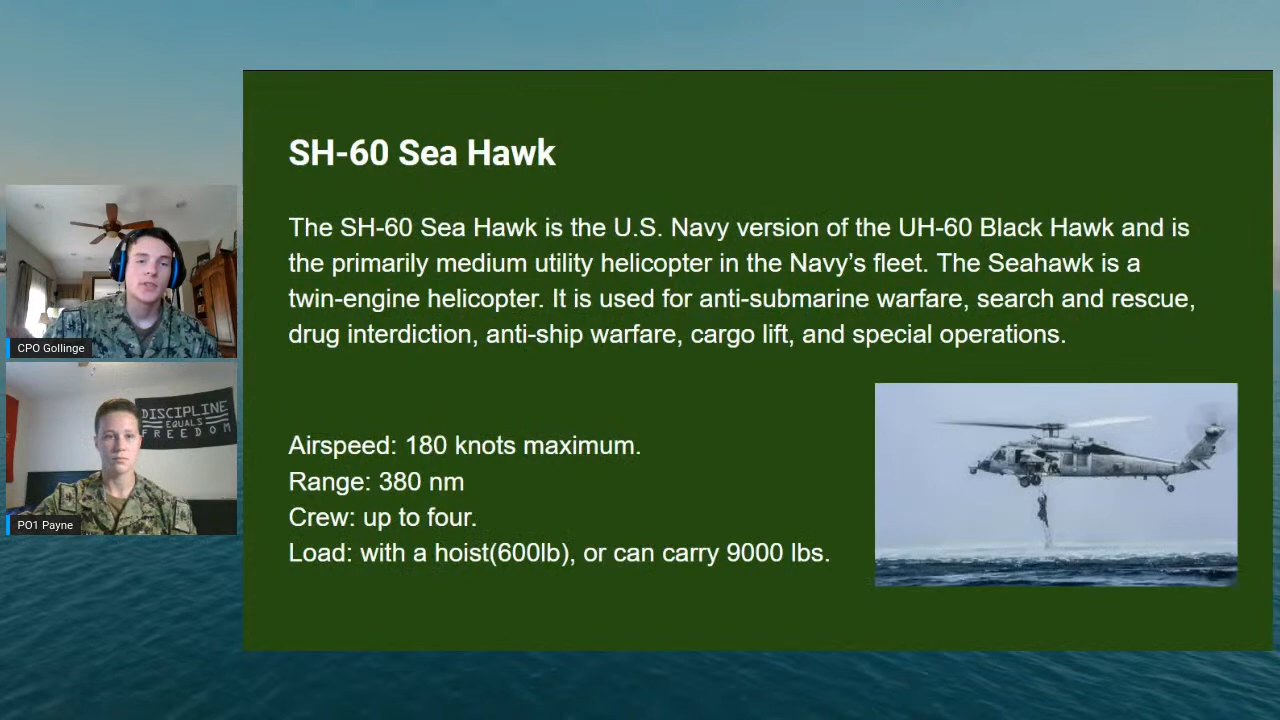 SH-60 Sea Hawk
The SH-60 Sea Hawk is the U.S. Navy version of the UH-60 Black Hawk and is
the primarily medium utility helicopter in the Navy’s fleet. The Seahawk is a
twin-engine helicopter. It is used for anti-submarine warfare, search and rescue,
drug interdiction, anti-ship warfare, cargo lift, and special operations.
Airspeed: 180 knots maximum.
Range: 380 nm
Crew: up to four.
Load: with a hoist(600lb), or can carry 9000 lbs.
CPO Gollinge
DISCIPLINE
EQUALS
FREEDOM
PO1 Payne